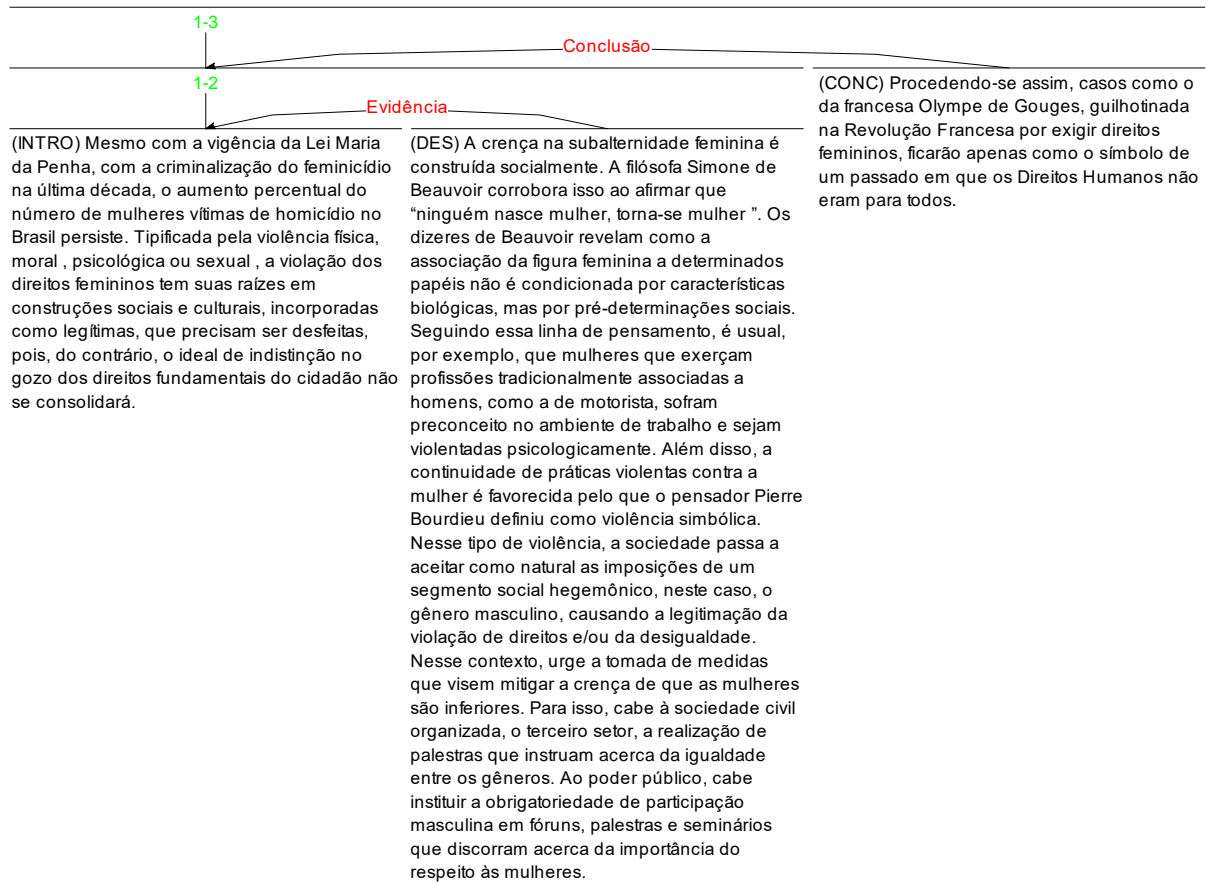 1-3
Conclusão
1-2
Evidência
(INTRO) Mesmo com a vigência da Lei Maria
da Penha, com a criminalização do feminicídio
na última década, o aumento percentual do
número de mulheres vítimas de homicídio no
Brasil persiste. Tipificada pela violência física,
moral , psicológica ou sexual , a violação dos
direitos femininos tem suas raízes em
construções sociais e culturais, incorporadas
como legítimas, que precisam ser desfeitas,
pois, do contrário, o ideal de indistinção no
gozo dos direitos fundamentais do cidadão não
se consolidará.
(DES) A crença na subalternidade feminina é
construída socialmente. A filósofa Simone de
Beauvoir corrobora isso ao afirmar que
“ninguém nasce mulher, torna-se mulher ”. Os
dizeres de Beauvoir revelam como a
associação da figura feminina a determinados
papéis não é condicionada por características
biológicas, mas por pré-determinações sociais.
Seguindo essa linha de pensamento, é usual,
por exemplo, que mulheres que exerçam
profissões tradicionalmente associadas a
homens, como a de motorista, sofram
preconceito no ambiente de trabalho e sejam
violentadas psicologicamente. Além disso, a
continuidade de práticas violentas contra a
mulher é favorecida pelo que o pensador Pierre
Bourdieu definiu como violência simbólica.
Nesse tipo de violência, a sociedade passa a
aceitar como natural as imposições de um
segmento social hegemônico, neste caso, o
gênero masculino, causando a legitimação da
violação de direitos e/ou da desigualdade.
Nesse contexto, urge a tomada de medidas
que visem mitigar a crença de que as mulheres
são inferiores. Para isso, cabe à sociedade civil
organizada, o terceiro setor, a realização de
palestras que instruam acerca da igualdade
entre os gêneros. Ao poder público, cabe
instituir a obrigatoriedade de participação
masculina em fóruns, palestras e seminários
que discorram acerca da importância do
respeito às mulheres.
(CONC) Procedendo-se assim, casos como o
da francesa Olympe de Gouges, guilhotinada
na Revolução Francesa por exigir direitos
femininos, ficarão apenas como o símbolo de
um passado em que os Direitos Humanos não
eram para todos.